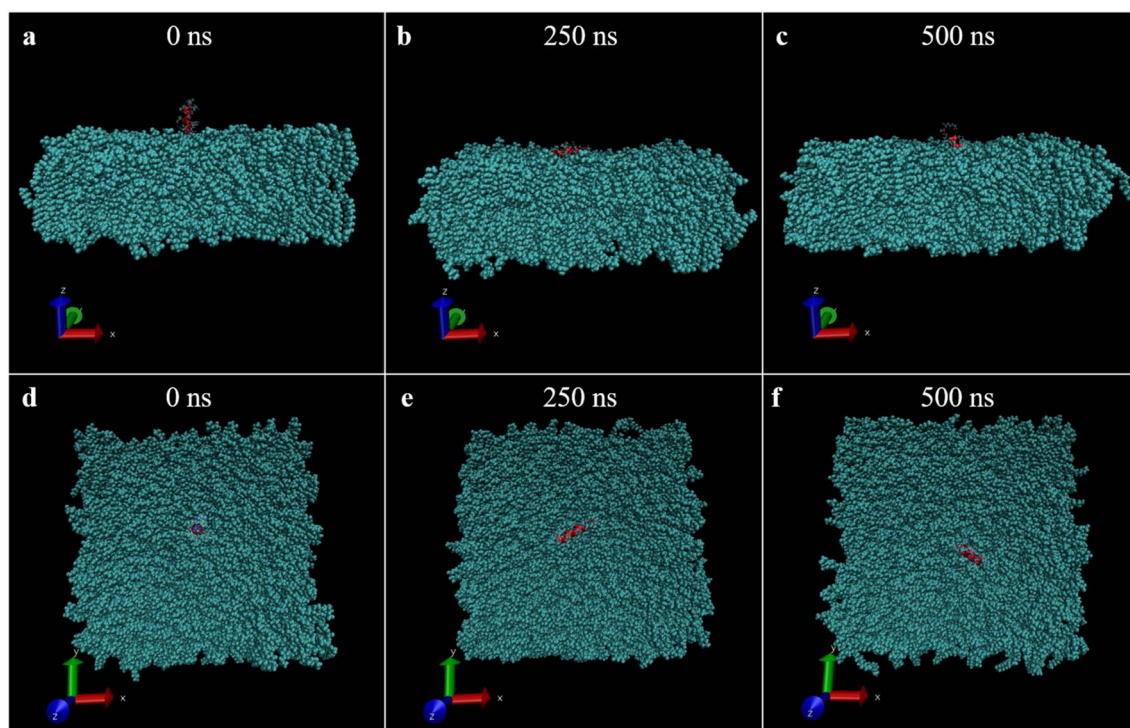 a 0 ns
b 250 ns
c 500 ns
z x
z x
z x
d 0 ns
e 250 ns
f 500 ns
y x z
y x z
y x z